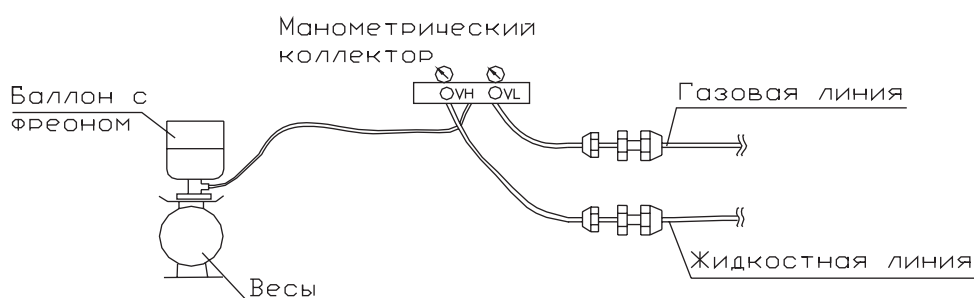 Манометрический
коллектор
Баллон с
фреоном
VH
VL
Газовая линия
Жидкостная линия
Весы